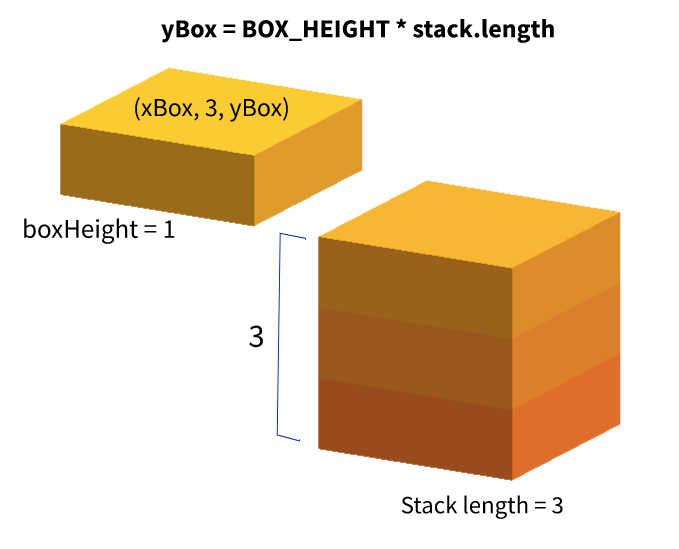 yBox = BOX_HEIGHT * stack.length
(xBox, 3, yBox)
boxHeight = 1
3
Stack length = 3